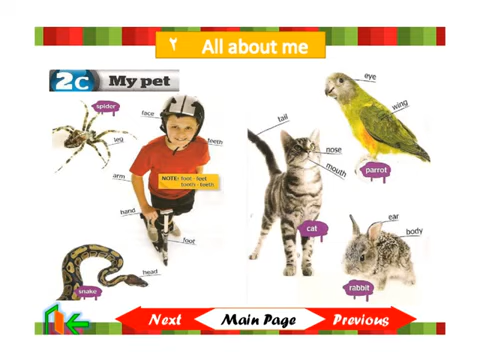 ٢ All about me
2C My pet
spider
leg
face
teeth
arm
NOTE: foot - feet
tooth - teeth
hand
foot
snake
head
tail
nose
mouth
cat
eye
wing
parrot
ear
body
rabbit
Next
Main Page
Previous